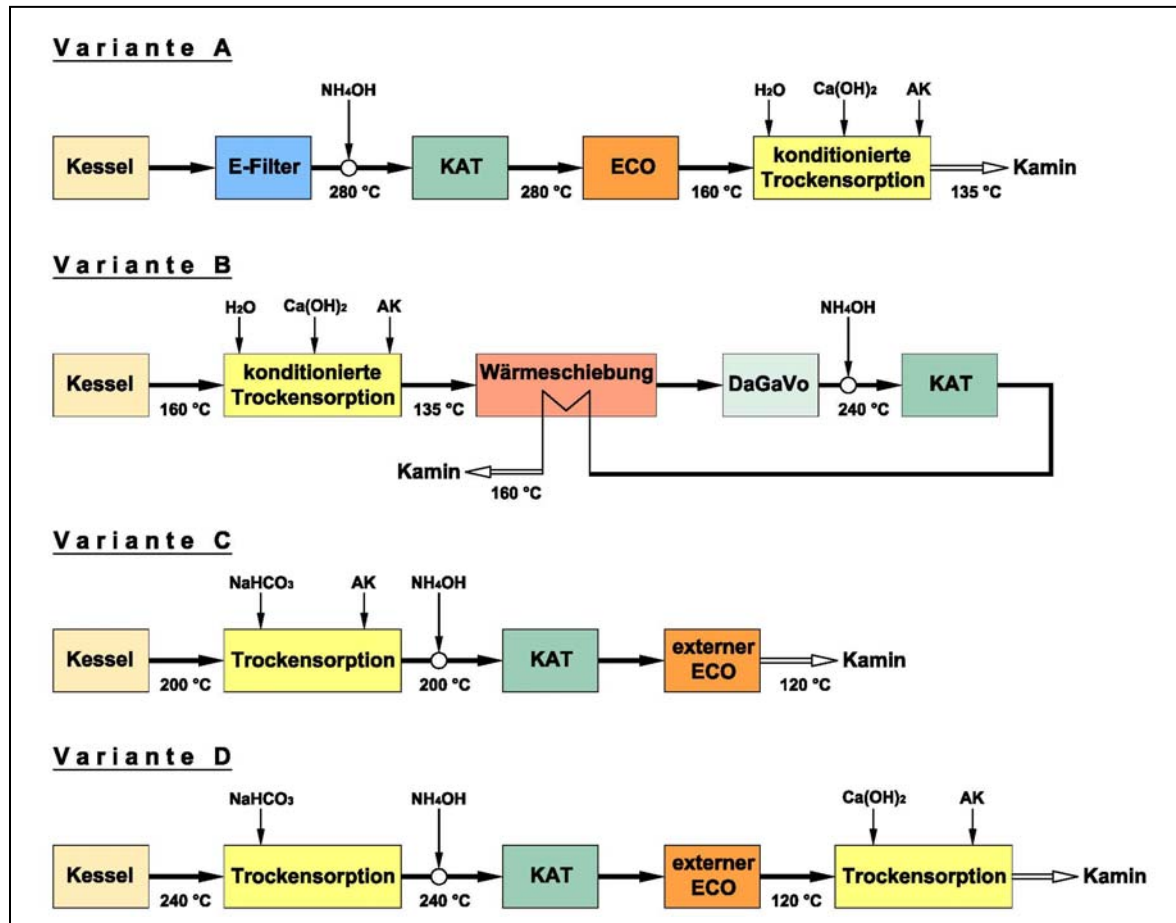 Variante A
NH₄OH
H₂O
Ca(OH)₂
AK
Kessel
E-Filter
280 °C
KAT
280 °C
ECO
160 °C
konditionierte
Trockensorption
135 °C
Kamin
Variante B
H₂O
Ca(OH)₂
AK
NH₄OH
Kessel
160 °C
konditionierte
Trockensorption
135 °C
Wärmeschiebung
DaGaVo
240 °C
KAT
Kamin
160 °C
Variante C
NaHCO₃
AK
NH₄OH
Kessel
200 °C
Trockensorption
200 °C
KAT
externer
ECO
120 °C
Kamin
Variante D
NaHCO₃
NH₄OH
Ca(OH)₂
AK
Kessel
240 °C
Trockensorption
240 °C
KAT
externer
ECO
120 °C
Trockensorption
Kamin